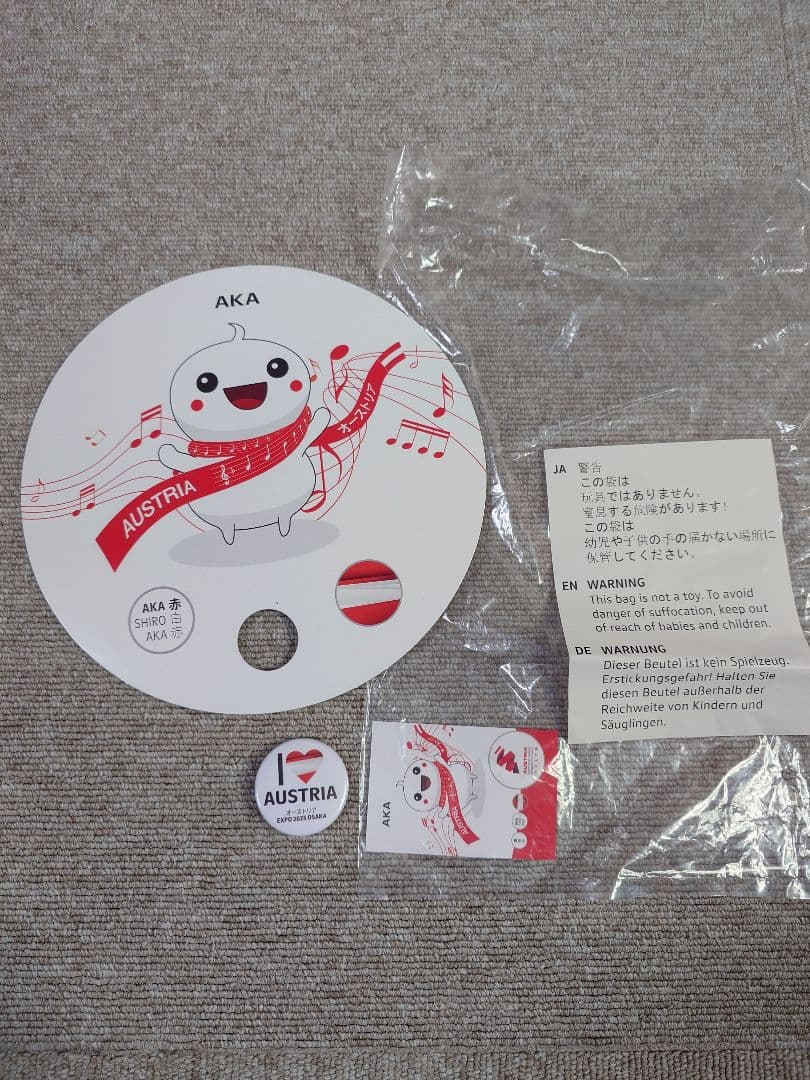 AKA
オーストリア
AUSTRIA
AKA 赤
SHIRO 白
AKA 赤
JA 警告
この袋は
玩具ではありません。
窒息する危険があります!
この袋は
幼児や子供の手の届かない場所に
保管してください。
EN WARNING
This bag is not a toy. To avoid
danger of suffocation, keep out
of reach of babies and children.
DE WARNUNG
Dieser Beutel ist kein Spielzeug.
Erstickungsgefahr! Halten Sie
diesen Beutel außerhalb der
Reichweite von Kindern und
Säuglingen.
I
AUSTRIA
オーストリア
EXPO 2025 OSAKA
AKA
AUSTRIA
AUSTRIA